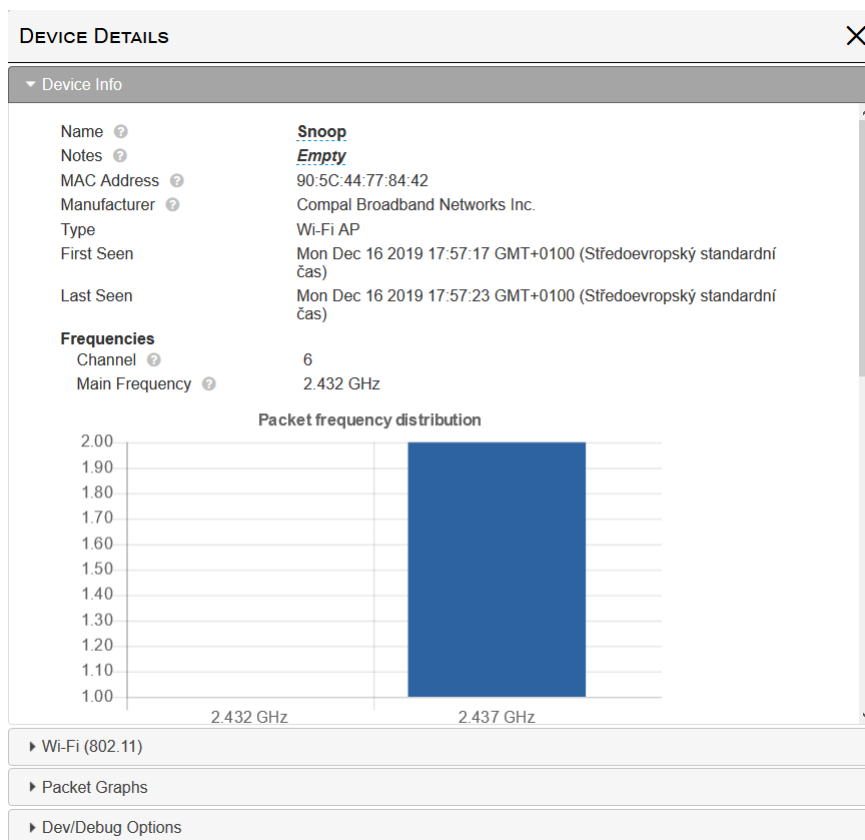 DEVICE DETAILS
Device Info
Name ?
Snoop
Notes ?
Empty
MAC Address ?
90:5C:44:77:84:42
Manufacturer ?
Compal Broadband Networks Inc.
Type
Wi-Fi AP
First Seen
Mon Dec 16 2019 17:57:17 GMT+0100 (Středoevropský standardní
čas)
Last Seen
Mon Dec 16 2019 17:57:23 GMT+0100 (Středoevropský standardní
čas)
Frequencies
Channel ?
6
Main Frequency ?
2.432 GHz
Packet frequency distribution
2.00
1.90
1.80
1.70
1.60
1.50
1.40
1.30
1.20
1.10
1.00
2.432 GHz
2.437 GHz
Wi-Fi (802.11)
Packet Graphs
Dev/Debug Options